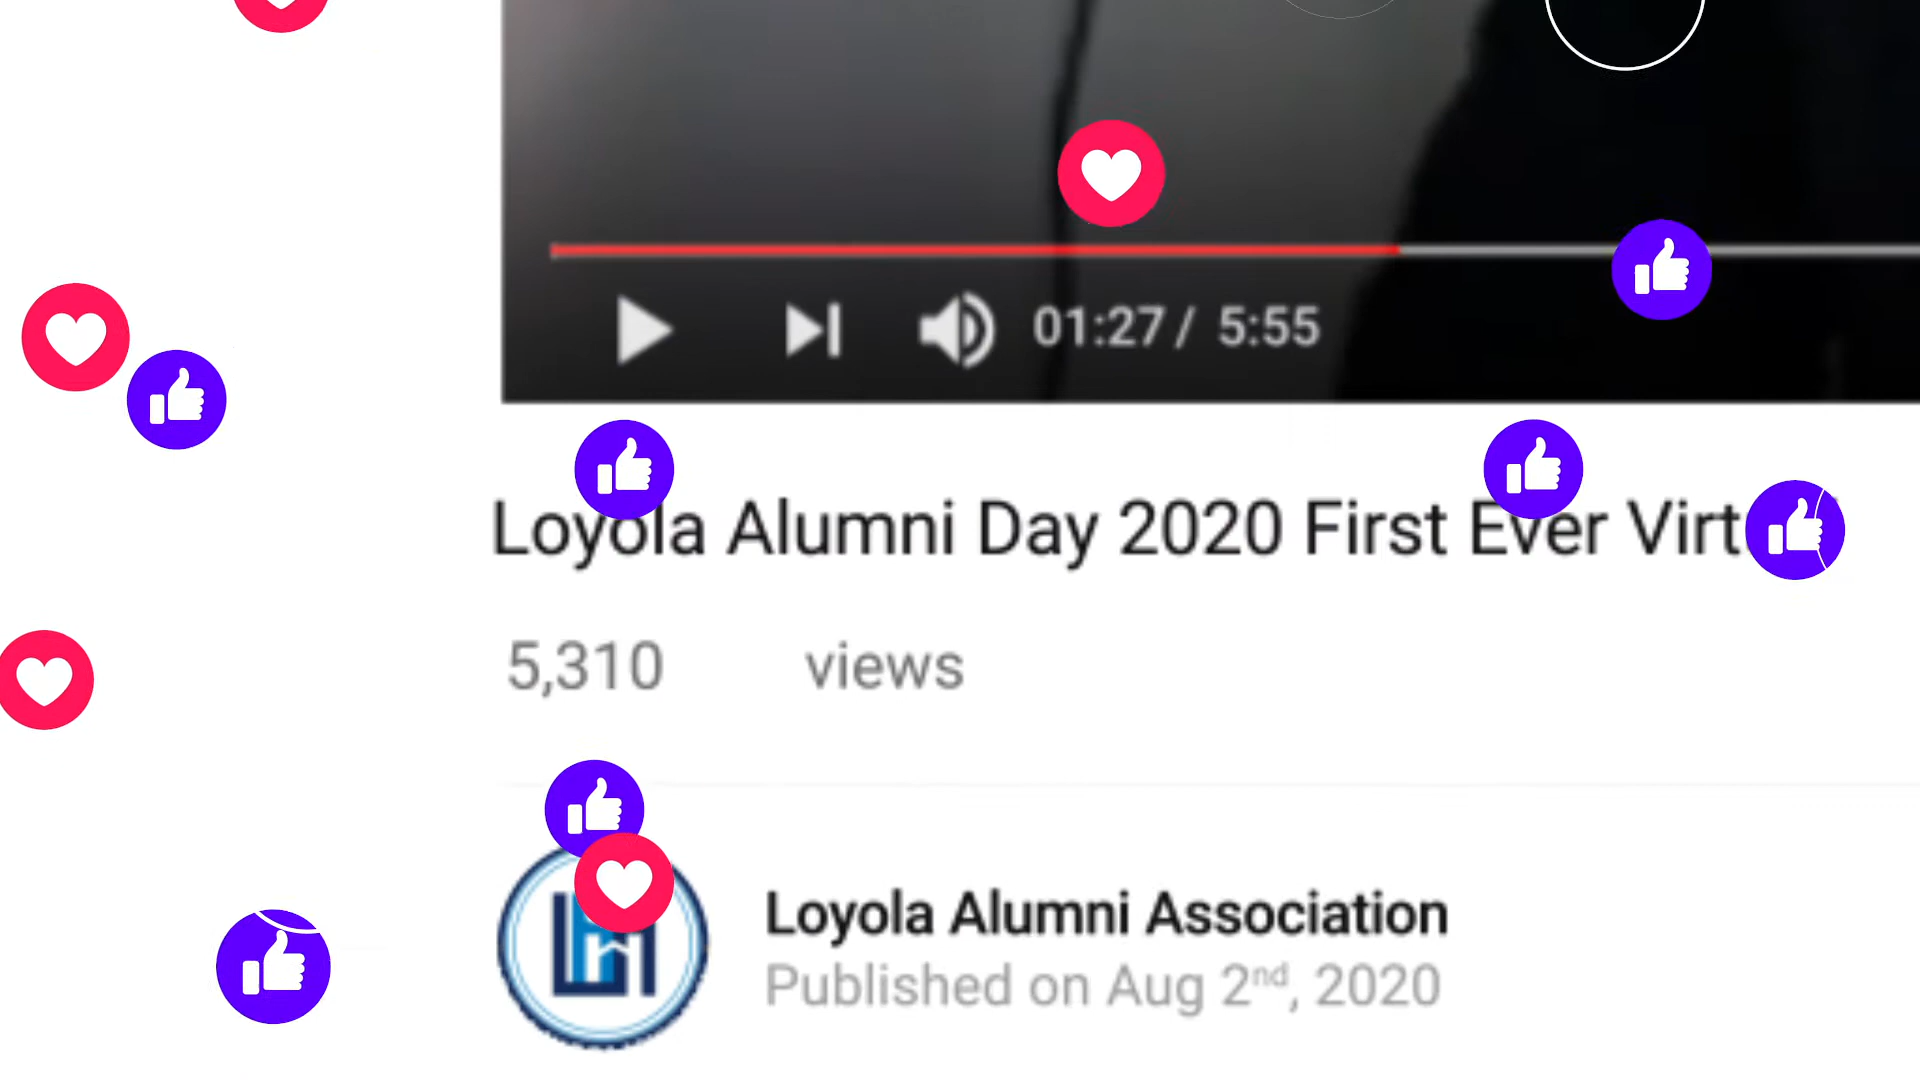 01:27 / 5:55
Loyola Alumni Day 2020 First Ever
5,310 views
Loyola Alumni Association
Published on Aug 2nd, 2020